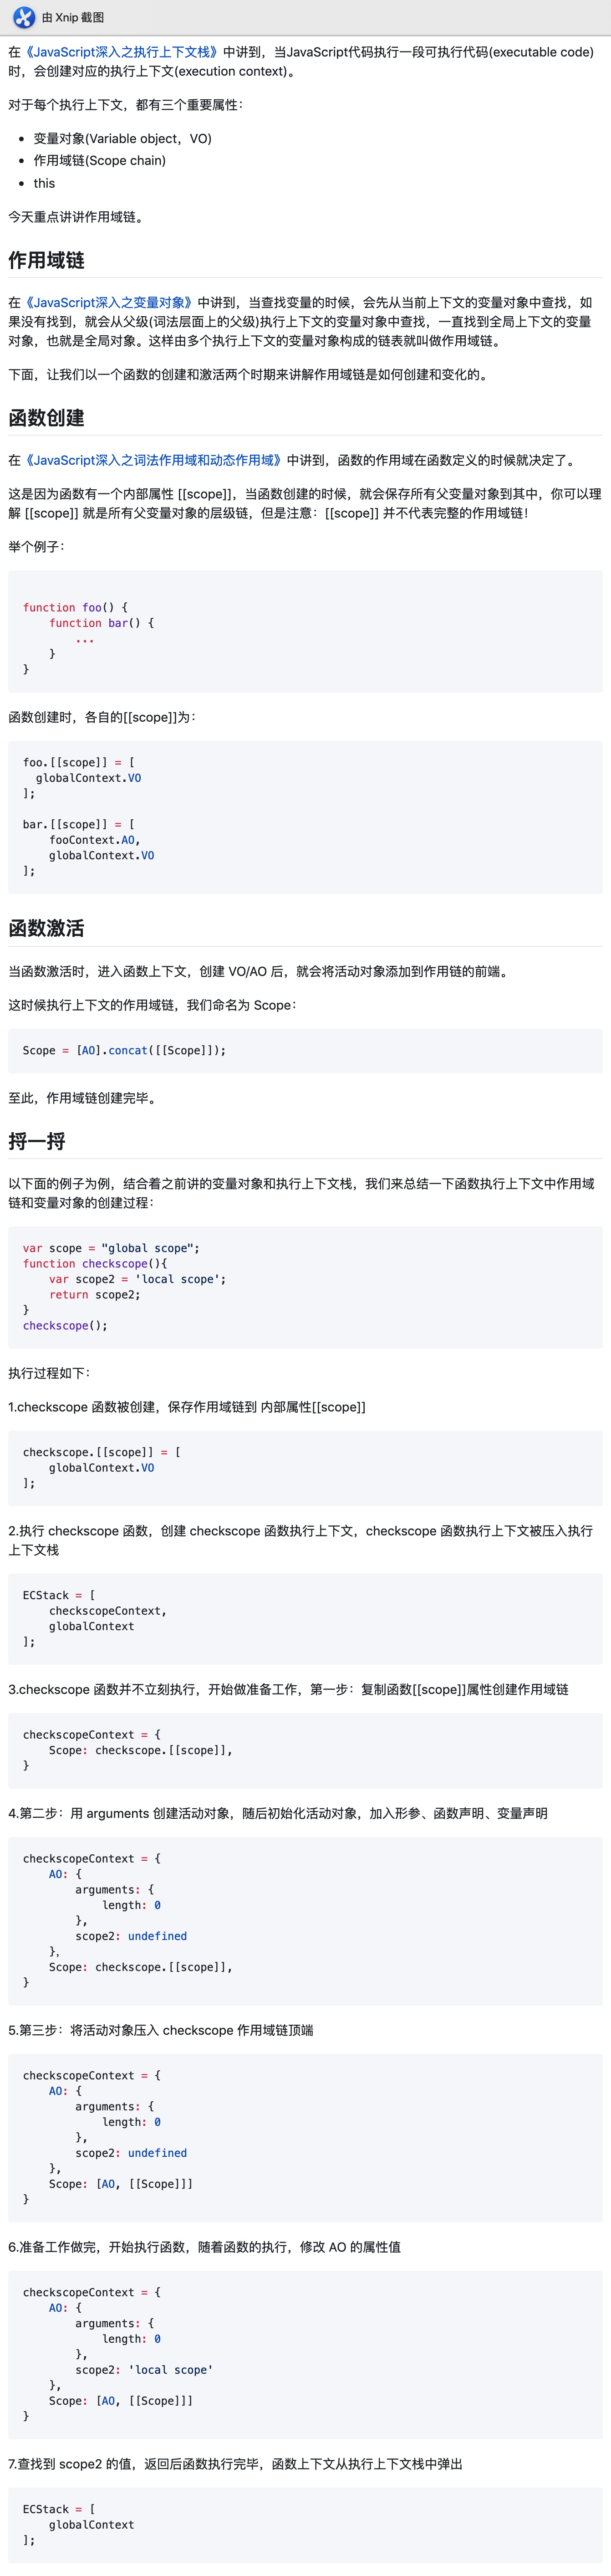 由 Xnip 截图
在《JavaScript深入之执行上下文栈》中讲到，当JavaScript代码执行一段可执行代码(executable code)
时，会创建对应的执行上下文(execution context)。
对于每个执行上下文，都有三个重要属性：
• 变量对象(Variable object，VO)
• 作用域链(Scope chain)
• this
今天重点讲讲作用域链。
作用域链
在《JavaScript深入之变量对象》中讲到，当查找变量的时候，会先从当前上下文的变量对象中查找，如
果没有找到，就会从父级(词法层面上的父级)执行上下文的变量对象中查找，一直找到全局上下文的变量
对象，也就是全局对象。这样由多个执行上下文的变量对象构成的链表就叫做作用域链。
下面，让我们以一个函数的创建和激活两个时期来讲解作用域链是如何创建和变化的。
函数创建
在《JavaScript深入之词法作用域和动态作用域》中讲到，函数的作用域在函数定义的时候就决定了。
这是因为函数有一个内部属性 [[scope]]，当函数创建的时候，就会保存所有父变量对象到其中，你可以理
解 [[scope]] 就是所有父变量对象的层级链，但是注意：[[scope]] 并不代表完整的作用域链！
举个例子：
function foo() {
    function bar() {
        ...
    }
}
函数创建时，各自的[[scope]]为：
foo.[[scope]] = [
  globalContext.VO
];
bar.[[scope]] = [
    fooContext.AO,
    globalContext.VO
];
函数激活
当函数激活时，进入函数上下文，创建 VO/AO 后，就会将活动对象添加到作用链的前端。
这时候执行上下文的作用域链，我们命名为 Scope：
Scope = [AO].concat([[Scope]]);
至此，作用域链创建完毕。
捋一捋
以下面的例子为例，结合着之前讲的变量对象和执行上下文栈，我们来总结一下函数执行上下文中作用域
链和变量对象的创建过程：
var scope = "global scope";
function checkscope(){
    var scope2 = 'local scope';
    return scope2;
}
checkscope();
执行过程如下：
1.checkscope 函数被创建，保存作用域链到 内部属性[[scope]]
checkscope.[[scope]] = [
    globalContext.VO
];
2.执行 checkscope 函数，创建 checkscope 函数执行上下文，checkscope 函数执行上下文被压入执行
上下文栈
ECStack = [
    checkscopeContext,
    globalContext
];
3.checkscope 函数并不立刻执行，开始做准备工作，第一步：复制函数[[scope]]属性创建作用域链
checkscopeContext = {
    Scope: checkscope.[[scope]],
}
4.第二步：用 arguments 创建活动对象，随后初始化活动对象，加入形参、函数声明、变量声明
checkscopeContext = {
    AO: {
        arguments: {
            length: 0
        },
        scope2: undefined
    },
    Scope: checkscope.[[scope]],
}
5.第三步：将活动对象压入 checkscope 作用域链顶端
checkscopeContext = {
    AO: {
        arguments: {
            length: 0
        },
        scope2: undefined
    },
    Scope: [AO, [[Scope]]]
}
6.准备工作做完，开始执行函数，随着函数的执行，修改 AO 的属性值
checkscopeContext = {
    AO: {
        arguments: {
            length: 0
        },
        scope2: 'local scope'
    },
    Scope: [AO, [[Scope]]]
}
7.查找到 scope2 的值，返回后函数执行完毕，函数上下文从执行上下文栈中弹出
ECStack = [
    globalContext
];